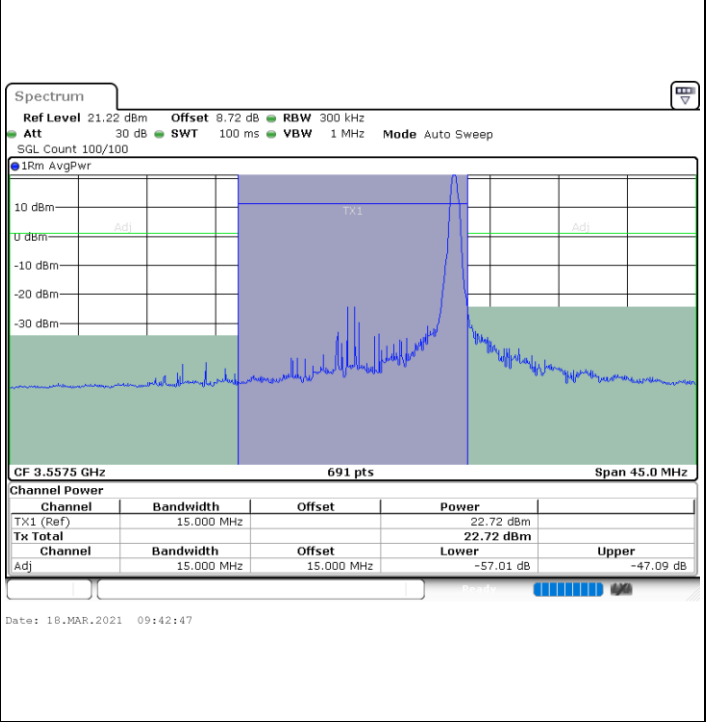 Spectrum
Ref Level 21.22 dBm Offset 8.72 dB RBW 300 kHz
Att 30 dB SWT 100 ms VBW 1 MHz Mode Auto Sweep
SGL Count 100/100
1Rm AvgPwr
10 dBm
TX1
Adj Adj
0 dBm
-10 dBm
-20 dBm
-30 dBm
CF 3.5575 GHz 691 pts Span 45.0 MHz
Channel Power
Channel Bandwidth Offset Power
TX1 (Ref) 15.000 MHz 22.72 dBm
Tx Total 22.72 dBm
Channel Bandwidth Offset Lower Upper
Adj 15.000 MHz 15.000 MHz -57.01 dB -47.09 dB
Ready
Date: 18.MAR.2021 09:42:47